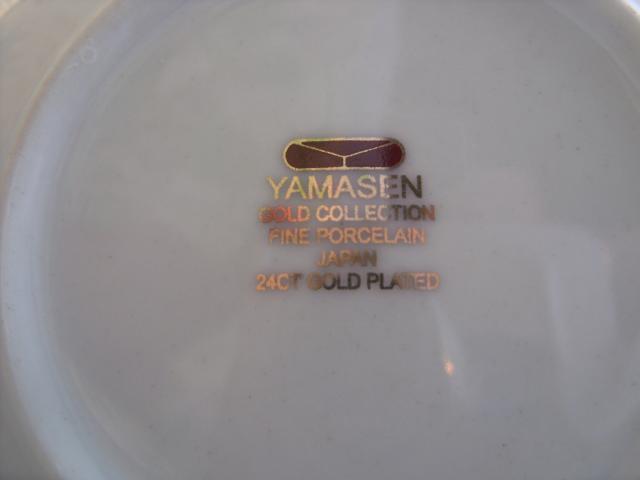 YAMASEN
GOLD COLLECTION
FINE PORCELAIN
JAPAN
24CT GOLD PLATED